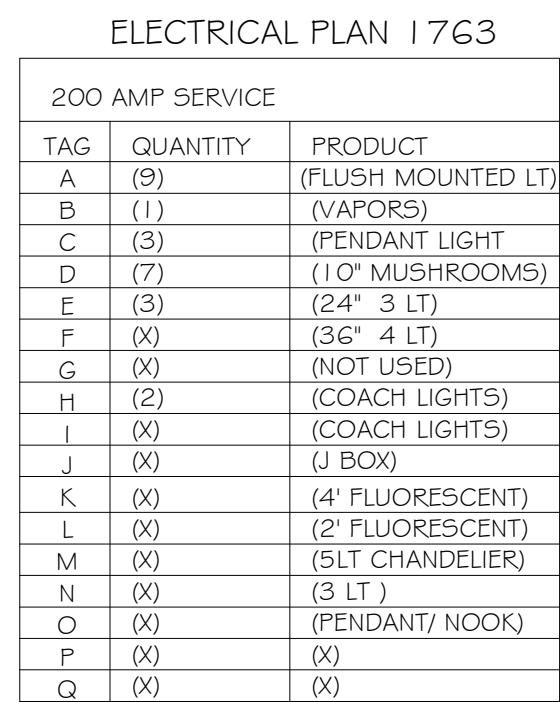 ELECTRICAL PLAN 1763
200 AMP SERVICE
TAG QUANTITY PRODUCT
A (9) (FLUSH MOUNTED LT)
B (1) (VAPORS)
C (3) (PENDANT LIGHT
D (7) (10" MUSHROOMS)
E (3) (24" 3 LT)
F (X) (36" 4 LT)
G (X) (NOT USED)
H (2) (COACH LIGHTS)
I (X) (COACH LIGHTS)
J (X) (J BOX)
K (X) (4' FLUORESCENT)
L (X) (2' FLUORESCENT)
M (X) (5LT CHANDELIER)
N (X) (3 LT )
O (X) (PENDANT/ NOOK)
P (X) (X)
Q (X) (X)